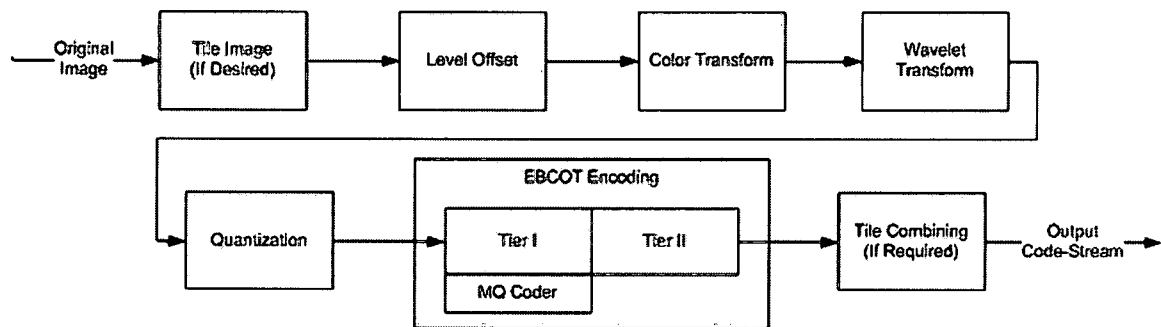 Original
Image
Tile Image
(If Desired)
Level Offset
Color Transform
Wavelet
Transform
Quantization
EBCOT Encoding
Tier I
Tier II
MQ Coder
Tile Combining
(If Required)
Output
Code-Stream